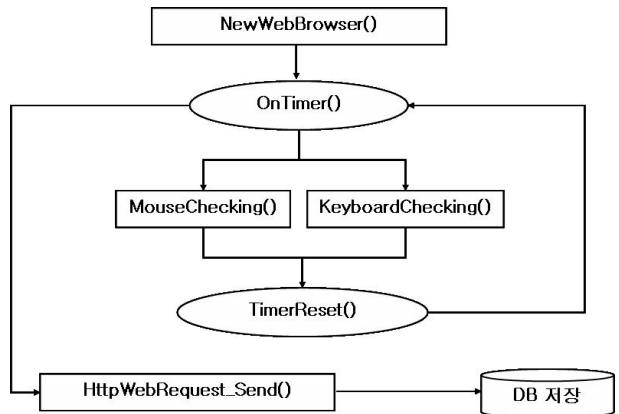 NewWebBrowser()
OnTimer()
MouseChecking()
KeyboardChecking()
TimerReset()
HttpWebRequest_Send()
DB 저장